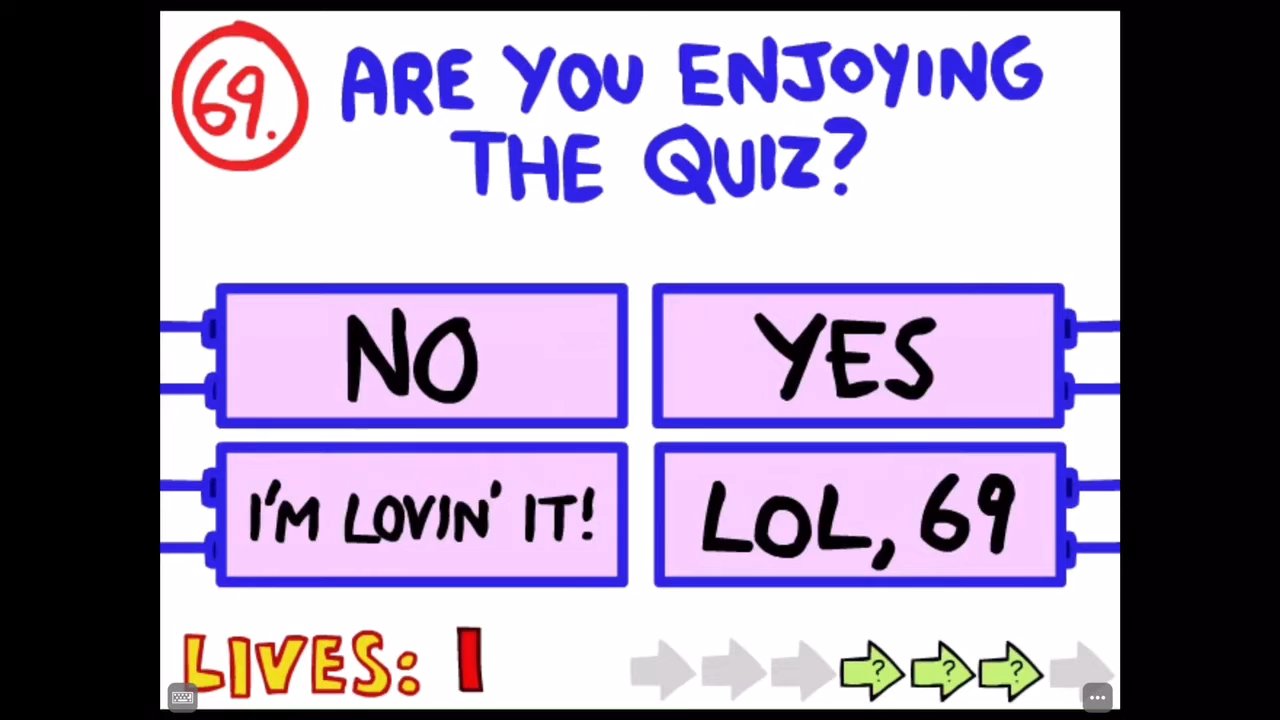 69.
ARE YOU ENJOYING
THE QUIZ?
NO
YES
I'M LOVIN' IT!
LOL, 69
LIVES: 1
? ? ?